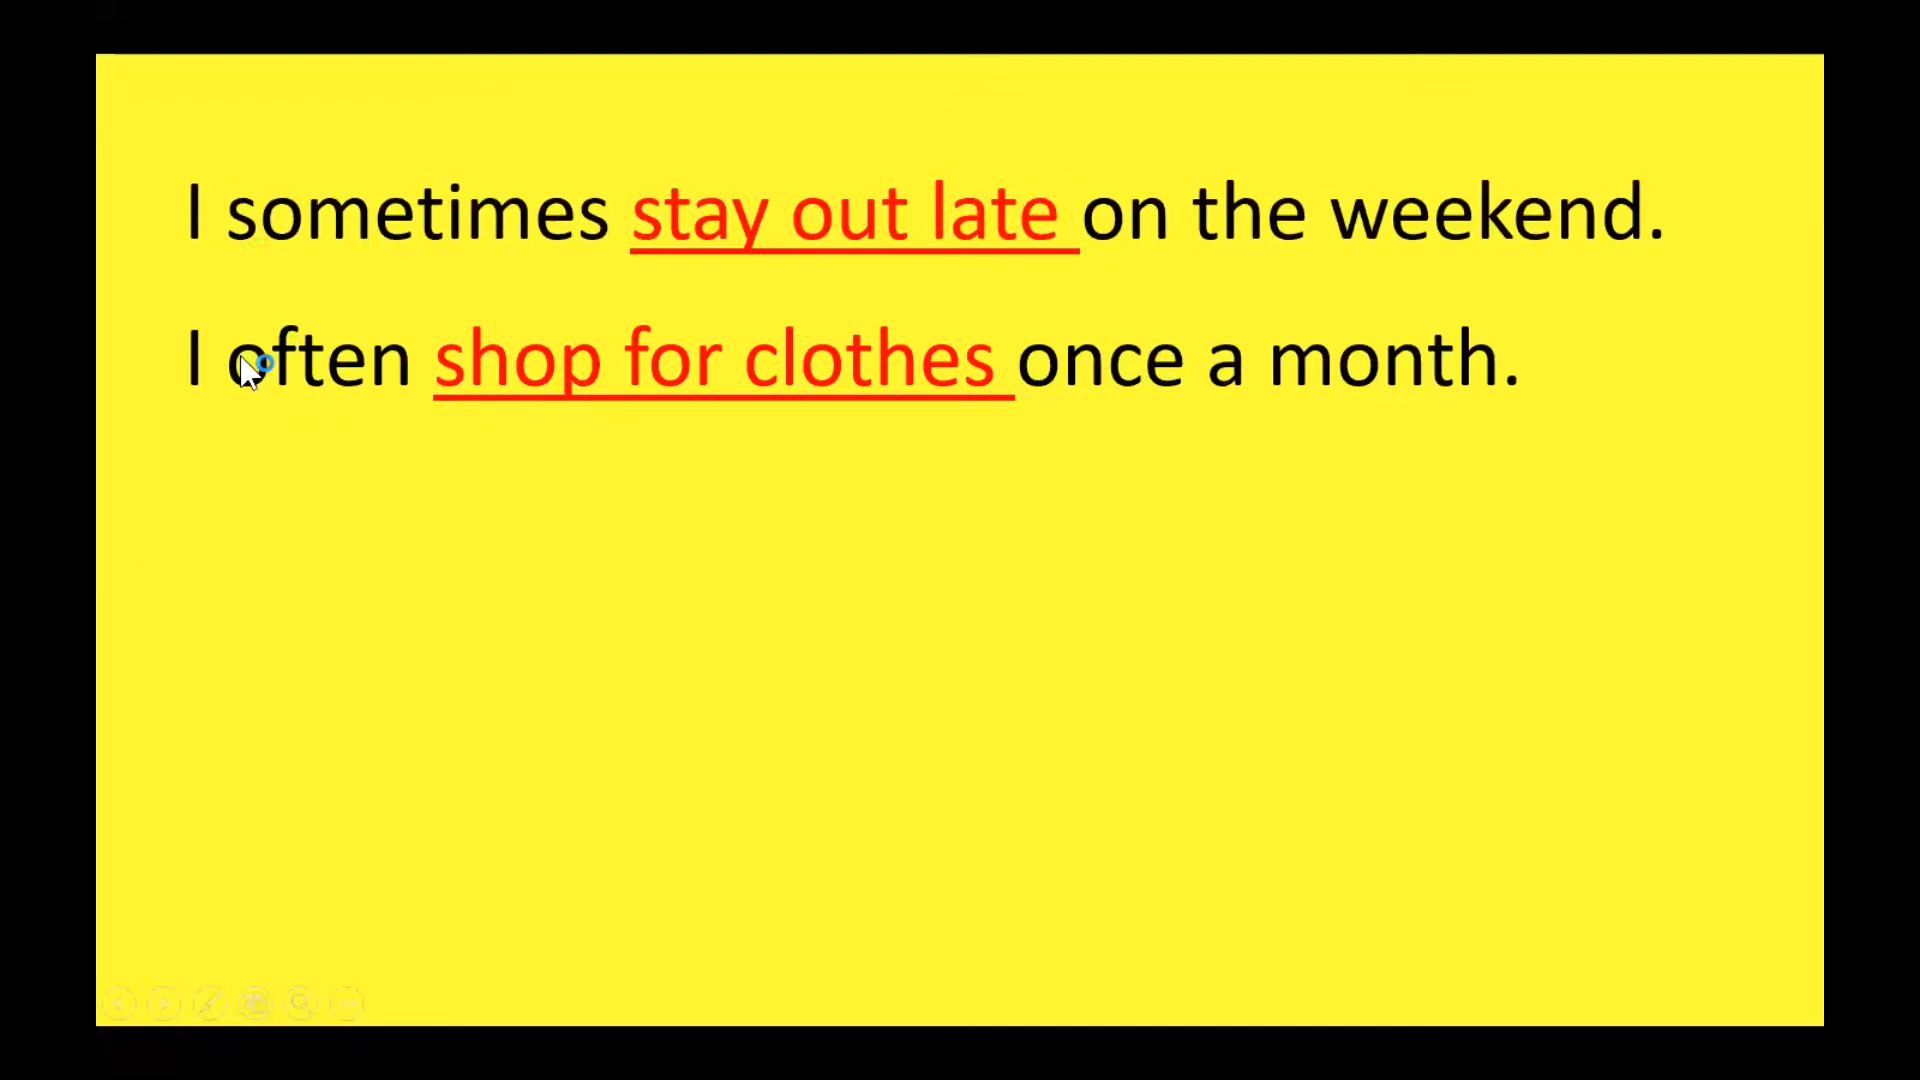 I sometimes stay out late on the weekend.
I often shop for clothes once a month.